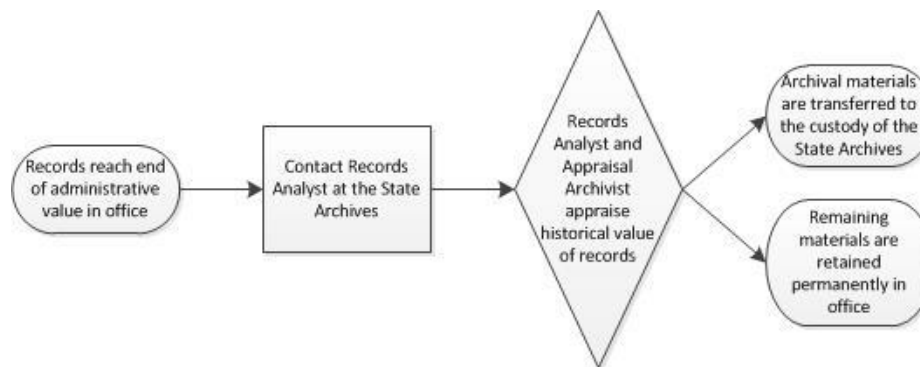 Records reach end
of administrative
value in office
Contact Records
Analyst at the State
Archives
Records
Analyst and
Appraisal
Archivist
appraise
historical value
of records
Archival materials
are transferred to
the custody of the
State Archives
Remaining
materials are
retained
permanently in
office